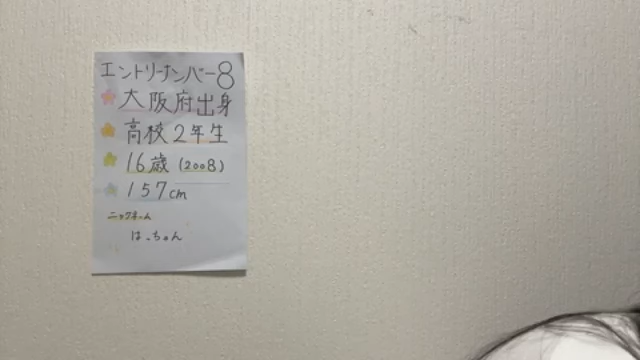 エントリーナンバー8
大阪府出身
高校2年生
16歳 (2008)
157cm
ニックネーム
はっちゃん